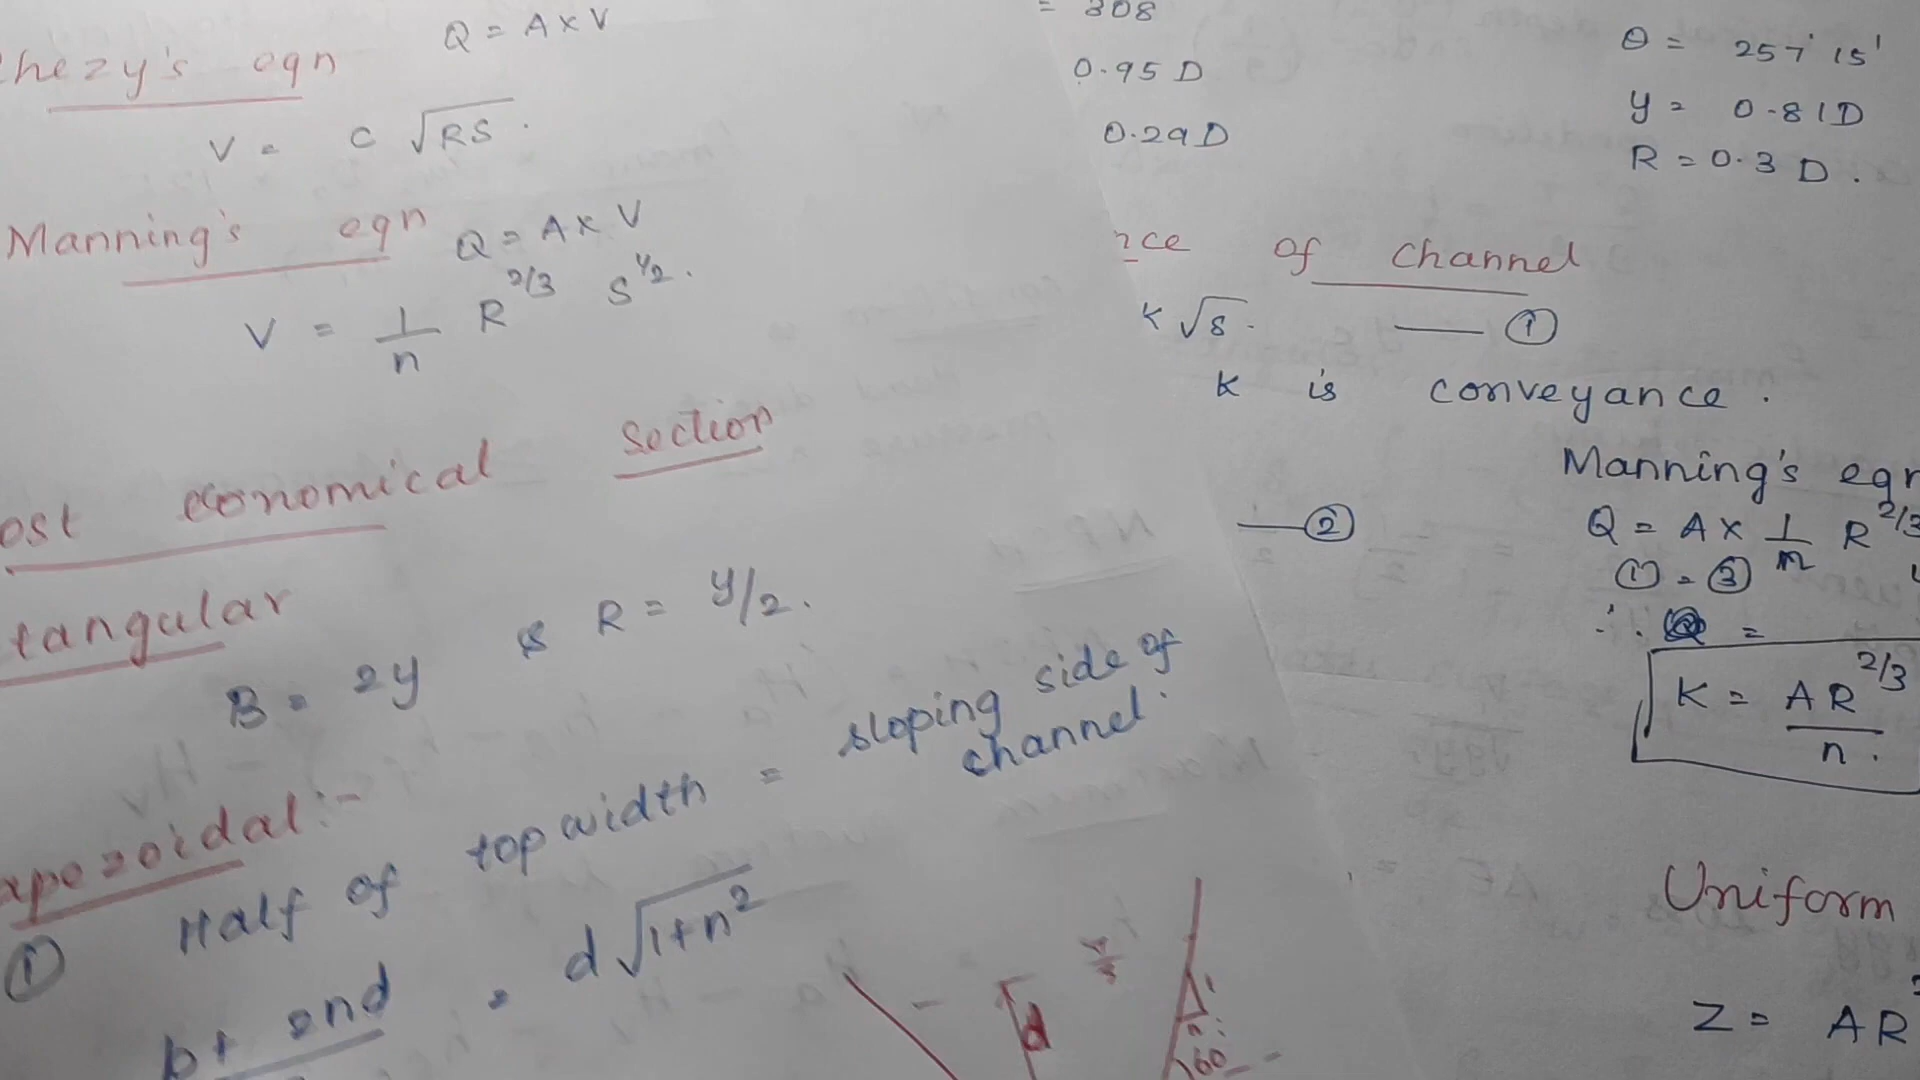 chezy's eqn Q = A x V
V = C √RS.
Manning's eqn Q = A x V
V = 1/n R^2/3 S^1/2.
ost economical section
tangular
B = 2y & R = y/2.
apezoidal :-
① Half of top width = sloping side of channel.
b+2nd = d√1+n²
d
60
= 308
0.95 D
0.29 D
θ = 257° 15'
y = 0.81D
R = 0.3 D.
nce of channel
K √S. — ①
K is conveyance.
Manning's eqn
— ②
Q = A x 1/n R^2/3
① = ③
∴ =
K = AR^2/3 / n.
Uniform
Z = AR